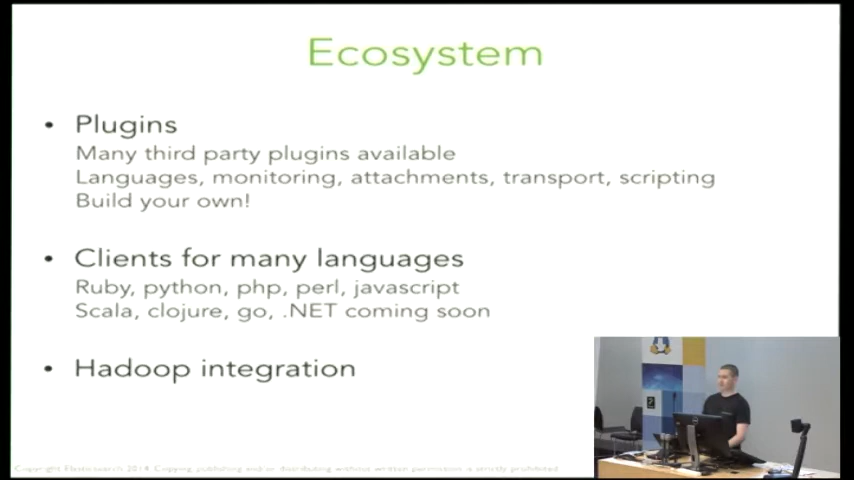 Ecosystem
• Plugins
Many third party plugins available
Languages, monitoring, attachments, transport, scripting
Build your own!
• Clients for many languages
Ruby, python, php, perl, javascript
Scala, clojure, go, .NET coming soon
• Hadoop integration
Copyright Elasticsearch 2014 Copying, publishing and/or distributing without written permission is strictly prohibited